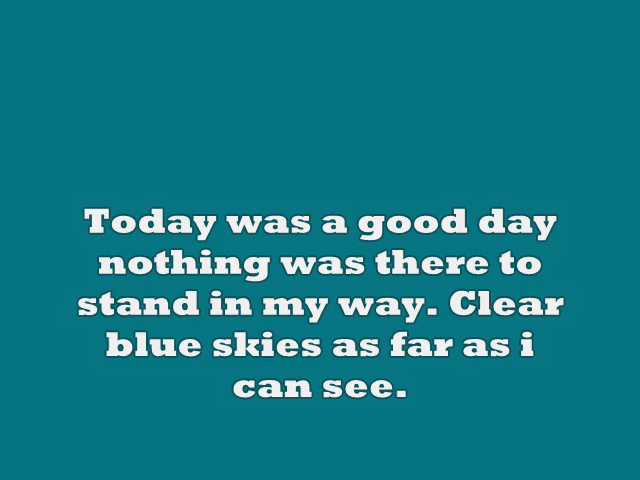 Today was a good day
nothing was there to
stand in my way. Clear
blue skies as far as i
can see.